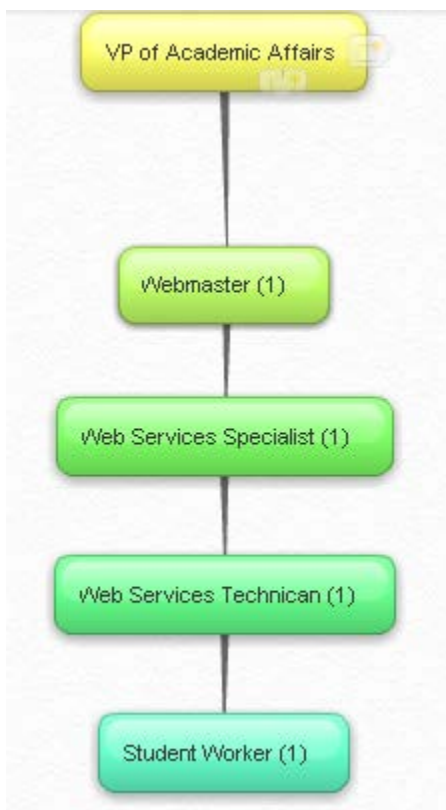 VP of Academic Affairs
Webmaster (1)
Web Services Specialist (1)
Web Services Technican (1)
Student Worker (1)